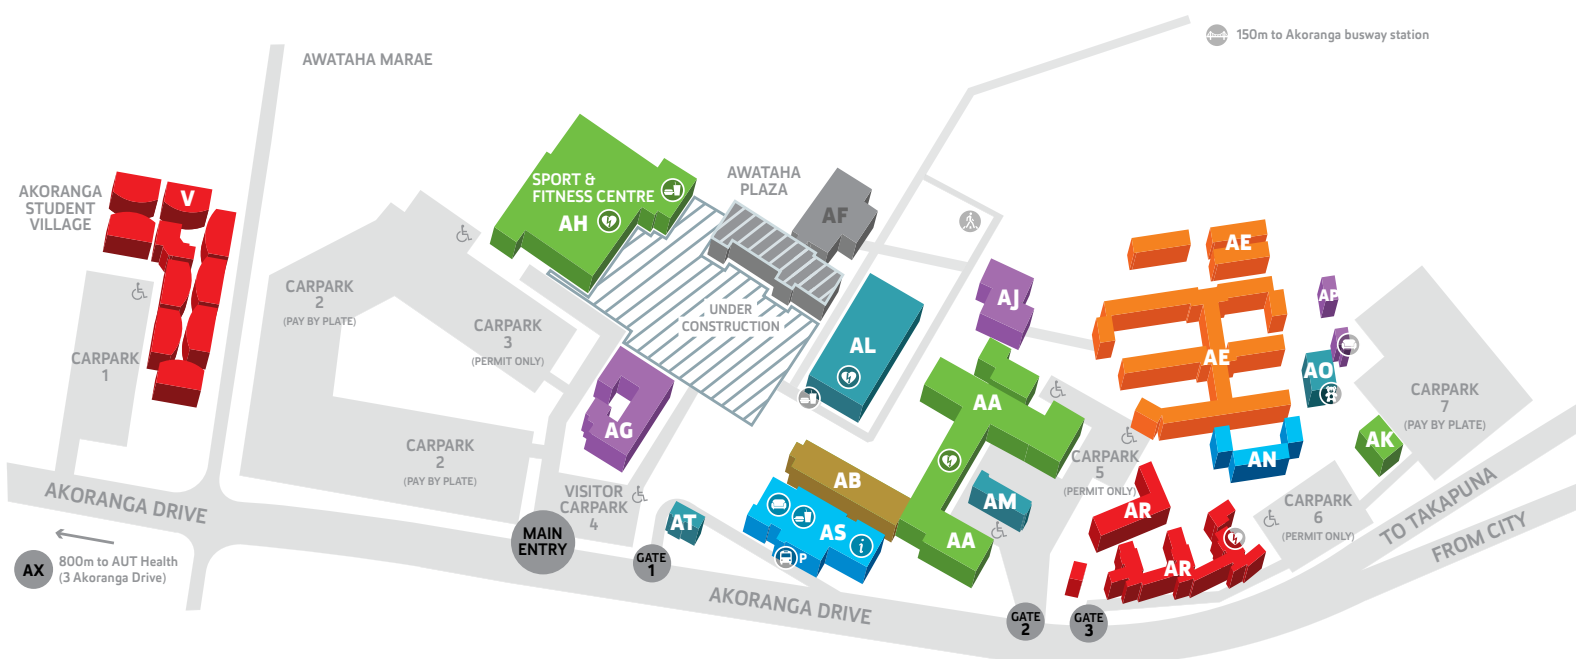 150m to Akoranga busway station
AWATAHA MARAE
AKORANGA
STUDENT
VILLAGE
V
SPORT &
FITNESS CENTRE
AH
AWATAHA
PLAZA
AF
AE
AP
AJ
CARPARK
2
(PAY BY PLATE)
CARPARK
3
(PERMIT ONLY)
UNDER
CONSTRUCTION
AL
AE
AO
CARPARK
1
AA
CARPARK
7
(PAY BY PLATE)
AG
AK
CARPARK
2
(PAY BY PLATE)
AB
CARPARK
5
(PERMIT ONLY)
AN
AKORANGA DRIVE
VISITOR
CARPARK
4
AT
AS
P
AM
AA
AR
CARPARK
6
(PERMIT ONLY)
TO TAKAPUNA
FROM CITY
MAIN
ENTRY
GATE
1
AX
800m to AUT Health
(3 Akoranga Drive)
AR
AKORANGA DRIVE
GATE
2
GATE
3